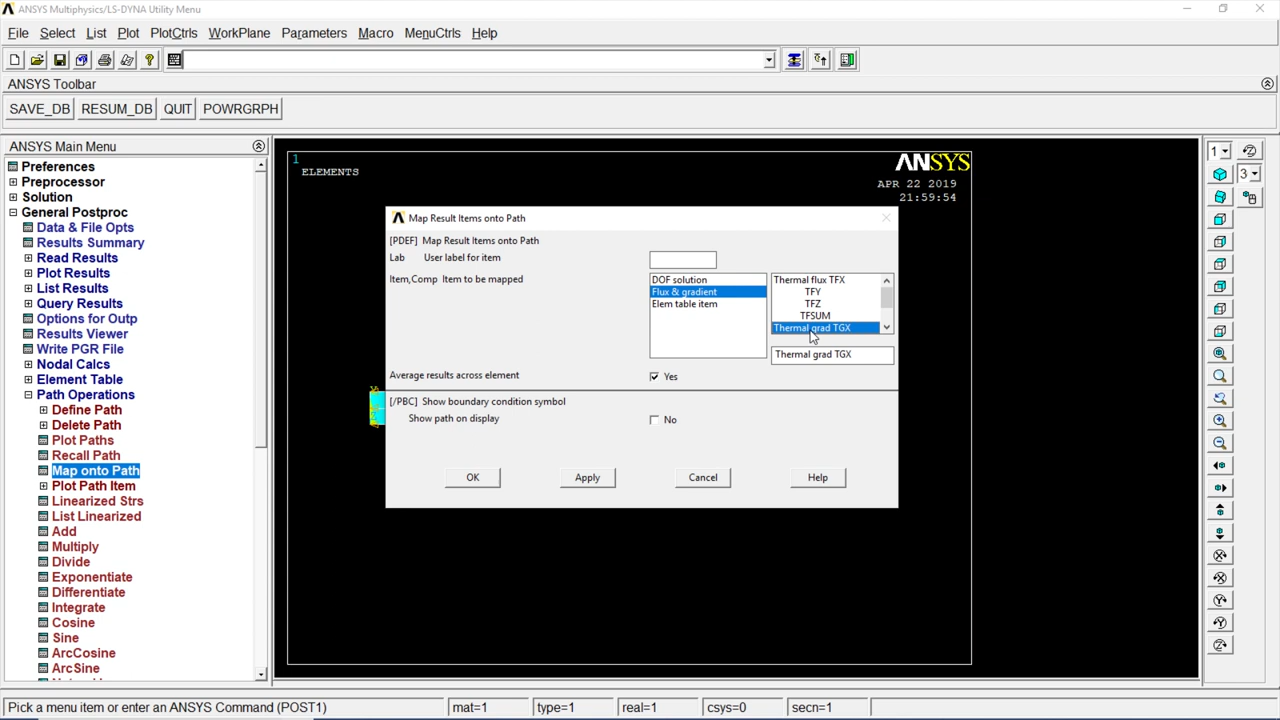 ANSYS Multiphysics/LS-DYNA Utility Menu
File Select List Plot PlotCtrls WorkPlane Parameters Macro MenuCtrls Help
ANSYS Toolbar
SAVE_DB RESUM_DB QUIT POWRGRPH
ANSYS Main Menu
Preferences
Preprocessor
Solution
General Postproc
Data & File Opts
Results Summary
Read Results
Plot Results
List Results
Query Results
Options for Outp
Results Viewer
Write PGR File
Nodal Calcs
Element Table
Path Operations
Define Path
Delete Path
Plot Paths
Recall Path
Map onto Path
Plot Path Item
Linearized Strs
List Linearized
Add
Multiply
Divide
Exponentiate
Differentiate
Integrate
Cosine
Sine
ArcCosine
ArcSine
1
ELEMENTS
ANSYS
APR 22 2019
21:59:54
Map Result Items onto Path
[PDEF] Map Result Items onto Path
Lab User label for item
Item,Comp Item to be mapped
DOF solution
Flux & gradient
Elem table item
Thermal flux TFX
TFY
TFZ
TFSUM
Thermal grad TGX
Thermal grad TGX
Average results across element
Yes
[/PBC] Show boundary condition symbol
Show path on display
No
OK Apply Cancel Help
1
3
Pick a menu item or enter an ANSYS Command (POST1) mat=1 type=1 real=1 csys=0 secn=1